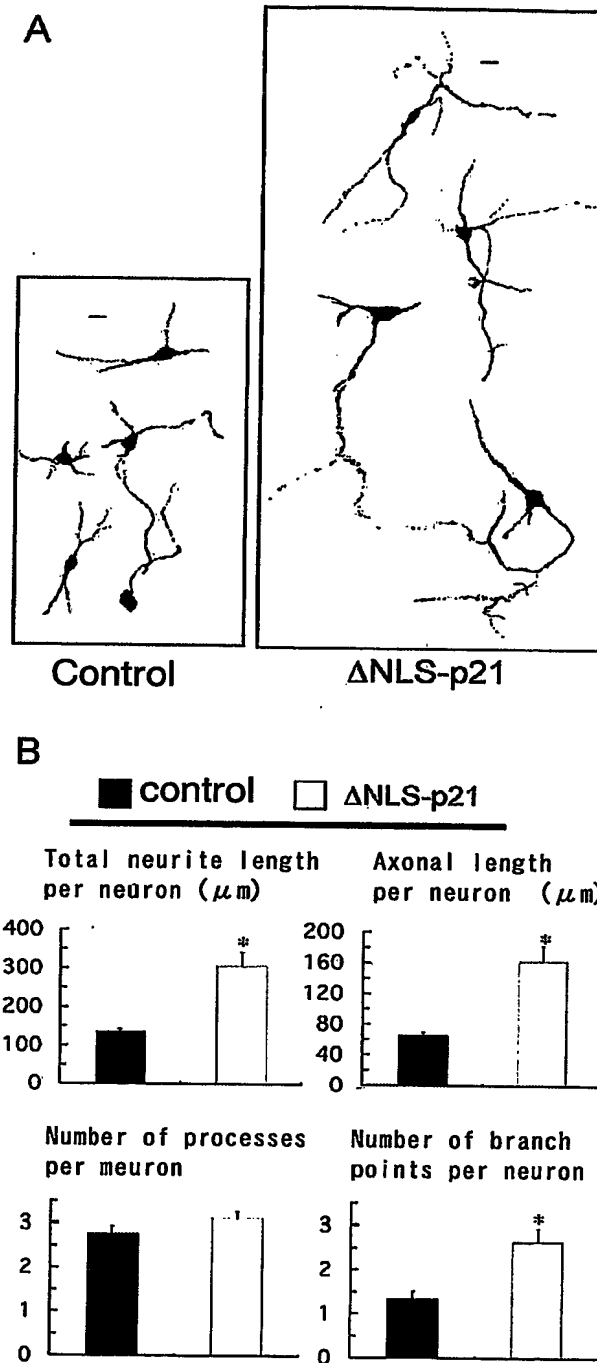 A
Control
ΔNLS-p21
B
control
ΔNLS-p21
Total neurite length
per neuron (μm)
400
300
200
100
0
*
Axonal length
per neuron (μm)
200
160
120
80
40
0
*
Number of processes
per meuron
3
2
1
0
Number of branch
points per neuron
3
2
1
0
*